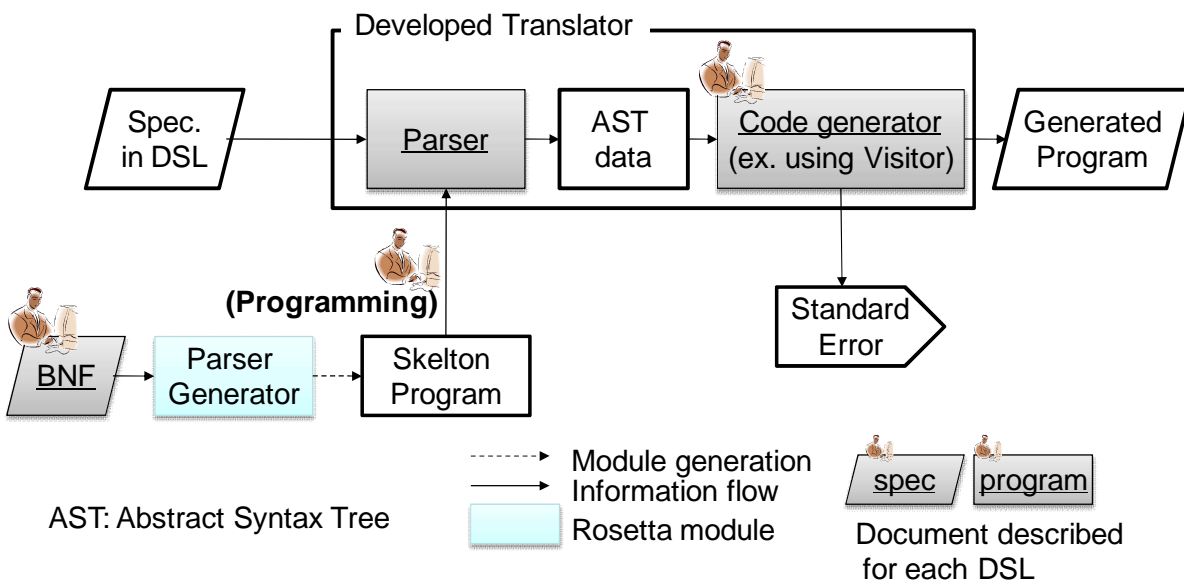 Developed Translator
Spec.
in DSL
Parser
AST
data
Code generator
(ex. using Visitor)
Generated
Program
(Programming)
Standard
Error
BNF
Parser
Generator
Skelton
Program
Module generation
Information flow
Rosetta module
AST: Abstract Syntax Tree
spec
program
Document described
for each DSL